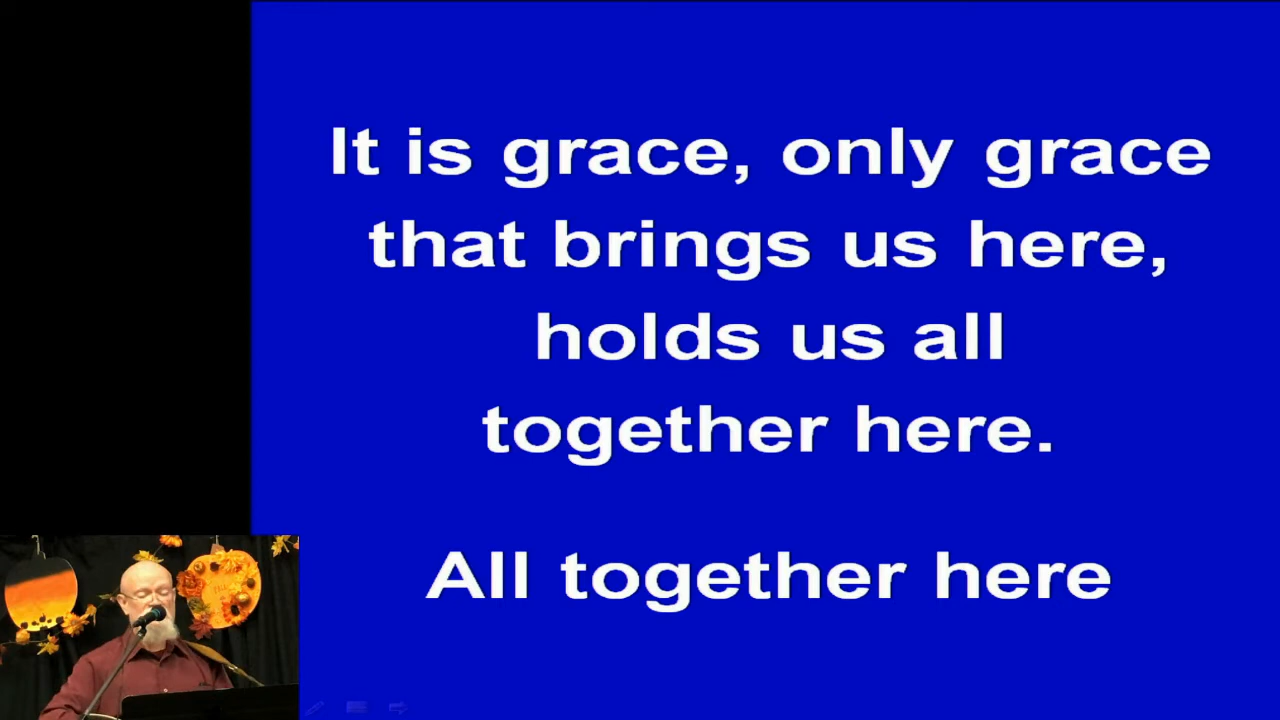 It is grace, only grace
that brings us here,
holds us all
together here.
All together here